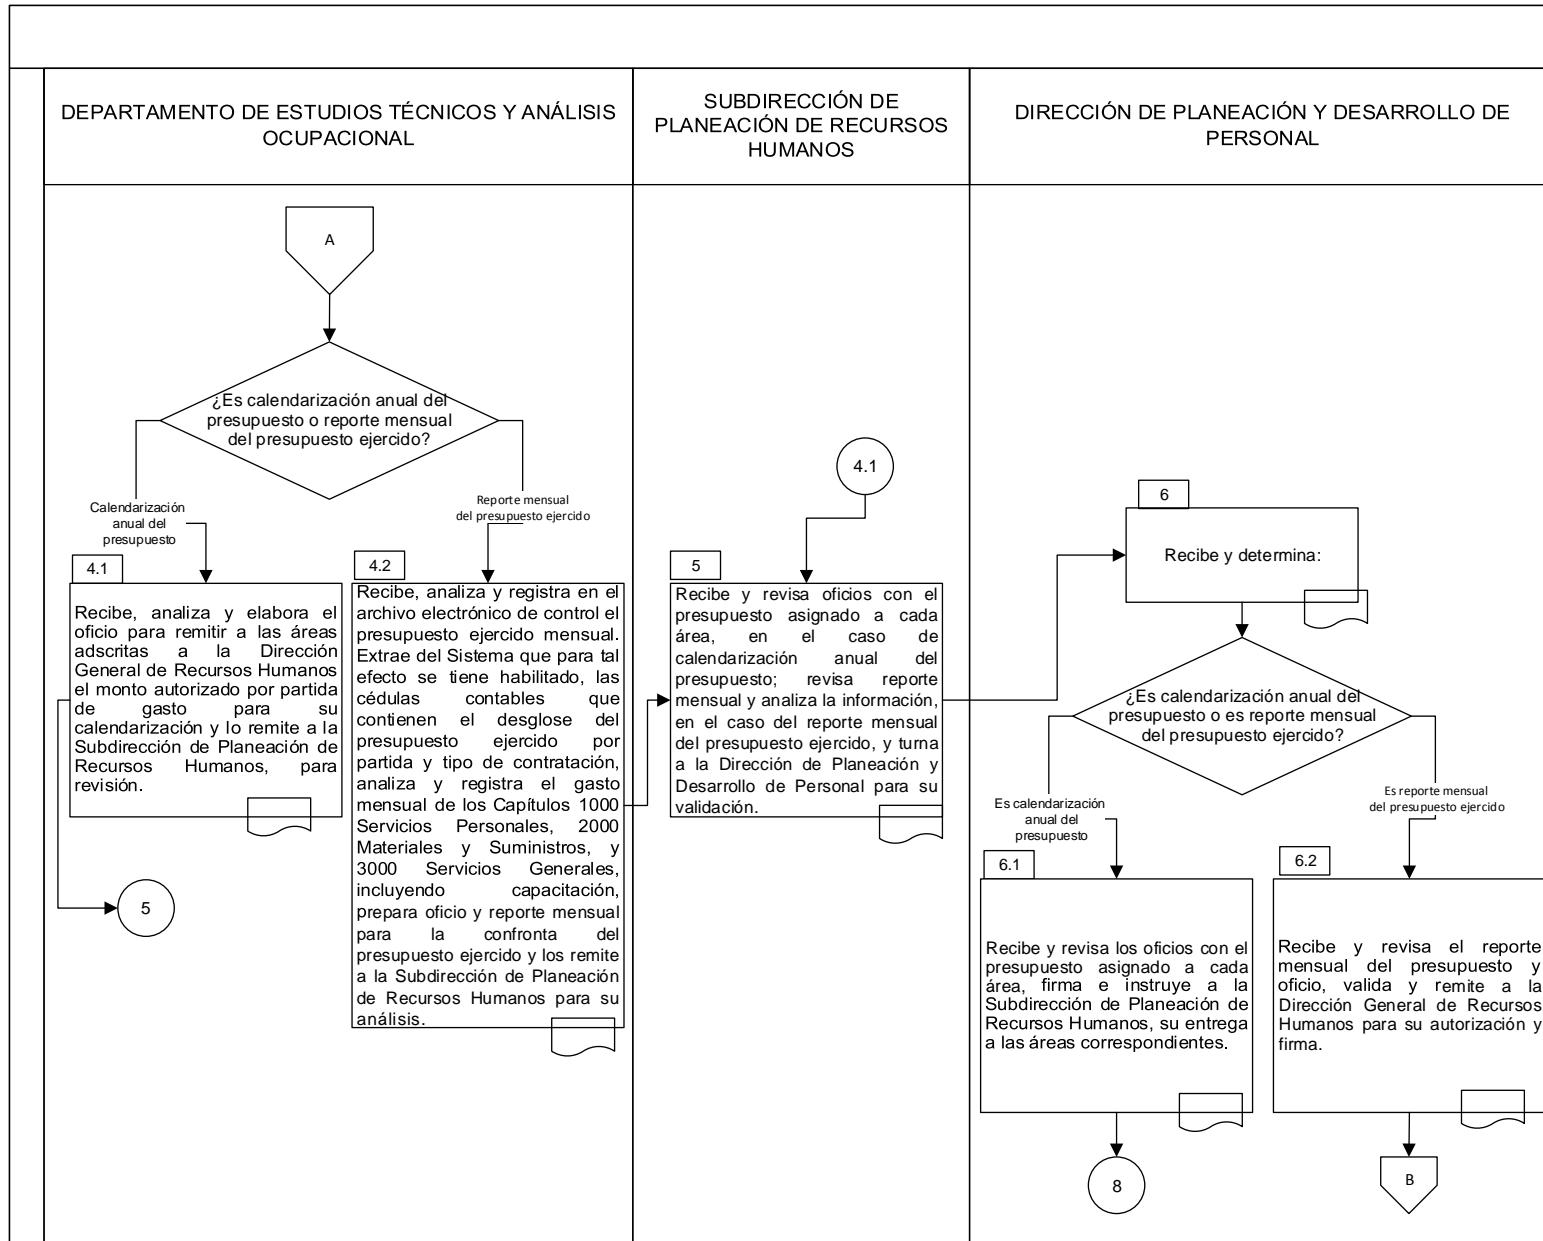 DEPARTAMENTO DE ESTUDIOS TÉCNICOS Y ANÁLISIS
OCUPACIONAL
SUBDIRECCIÓN DE
PLANEACIÓN DE RECURSOS
HUMANOS
DIRECCIÓN DE PLANEACIÓN Y DESARROLLO DE
PERSONAL
A
¿Es calendarización anual del
presupuesto o reporte mensual
del presupuesto ejercido?
Calendarización
anual del
presupuesto
Reporte mensual
del presupuesto ejercido
4.1
Recibe, analiza y elabora el
oficio para remitir a las áreas
adscritas a la Dirección
General de Recursos Humanos
el monto autorizado por partida
de gasto para su
calendarización y lo remite a la
Subdirección de Planeación de
Recursos Humanos, para
revisión.
5
4.2
Recibe, analiza y registra en el
archivo electrónico de control el
presupuesto ejercido mensual.
Extrae del Sistema que para tal
efecto se tiene habilitado, las
cédulas contables que
contienen el desglose del
presupuesto ejercido por
partida y tipo de contratación,
analiza y registra el gasto
mensual de los Capítulos 1000
Servicios Personales, 2000
Materiales y Suministros, y
3000 Servicios Generales,
incluyendo capacitación,
prepara oficio y reporte mensual
para la confronta del
presupuesto ejercido y los remite
a la Subdirección de Planeación
de Recursos Humanos para su
análisis.
4.1
5
Recibe y revisa oficios con el
presupuesto asignado a cada
área, en el caso de
calendarización anual del
presupuesto; revisa reporte
mensual y analiza la información,
en el caso del reporte mensual
del presupuesto ejercido, y turna
a la Dirección de Planeación y
Desarrollo de Personal para su
validación.
6
Recibe y determina:
¿Es calendarización anual del
presupuesto o es reporte mensual
del presupuesto ejercido?
Es calendarización
anual del
presupuesto
Es reporte mensual
del presupuesto ejercido
6.1
Recibe y revisa los oficios con el
presupuesto asignado a cada
área, firma e instruye a la
Subdirección de Planeación de
Recursos Humanos, su entrega
a las áreas correspondientes.
8
6.2
Recibe y revisa el reporte
mensual del presupuesto y
oficio, valida y remite a la
Dirección General de Recursos
Humanos para su autorización y
firma.
B